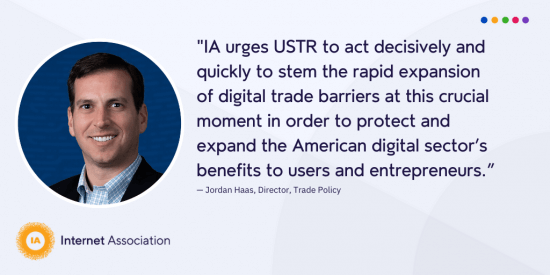 "IA urges USTR to act decisively and
quickly to stem the rapid expansion
of digital trade barriers at this crucial
moment in order to protect and
expand the American digital sector’s
benefits to users and entrepreneurs.”
— Jordan Haas, Director, Trade Policy
IA
Internet Association